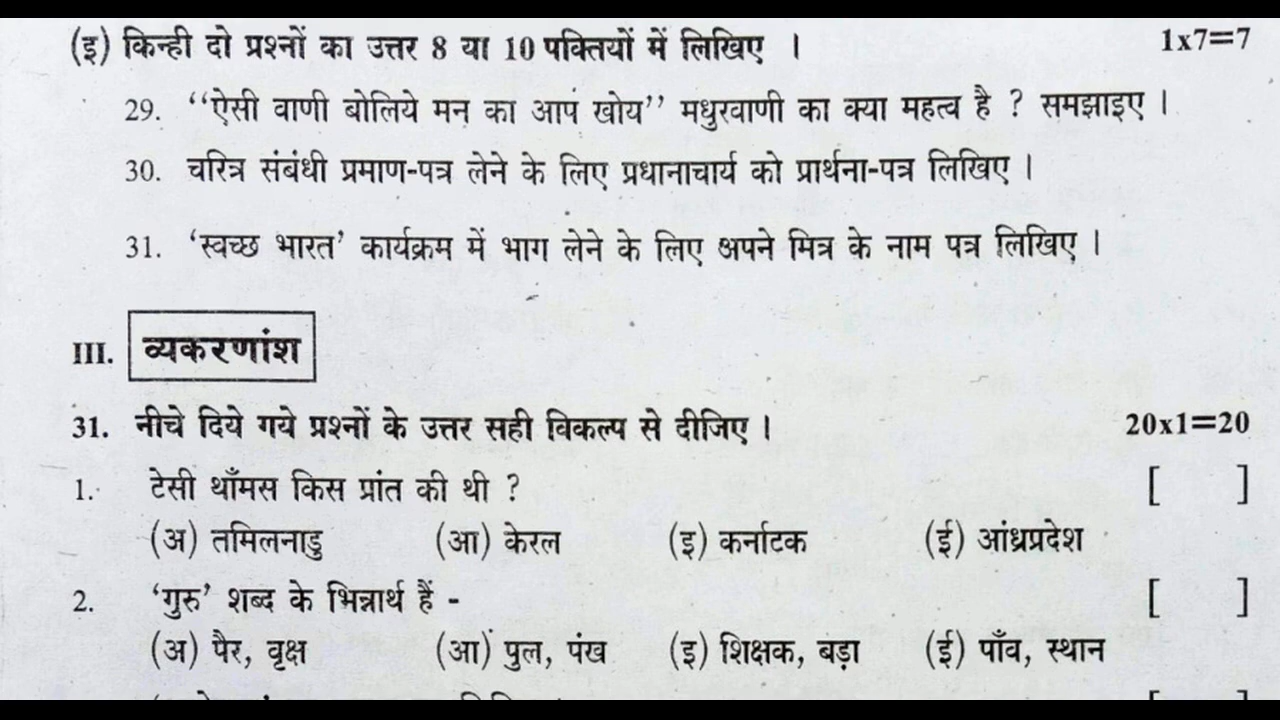 (इ) किन्ही दो प्रश्नों का उत्तर 8 या 10 पक्तियों में लिखिए । 1x7=7
29. “ऐसी वाणी बोलिये मन का आप खोय” मधुरवाणी का क्या महत्व है ? समझाइए ।
30. चरित्र संबंधी प्रमाण-पत्र लेने के लिए प्रधानाचार्य को प्रार्थना-पत्र लिखिए ।
31. ‘स्वच्छ भारत’ कार्यक्रम में भाग लेने के लिए अपने मित्र के नाम पत्र लिखिए ।
III. व्यकरणांश
31. नीचे दिये गये प्रश्नों के उत्तर सही विकल्प से दीजिए । 20x1=20
1. टेसी थाँमस किस प्रांत की थी ? [ ]
(अ) तमिलनाडु (आ) केरल (इ) कर्नाटक (ई) आंध्रप्रदेश
2. ‘गुरु’ शब्द के भिन्नार्थ हैं - [ ]
(अ) पैर, वृक्ष (आ) पुल, पंख (इ) शिक्षक, बड़ा (ई) पाँव, स्थान